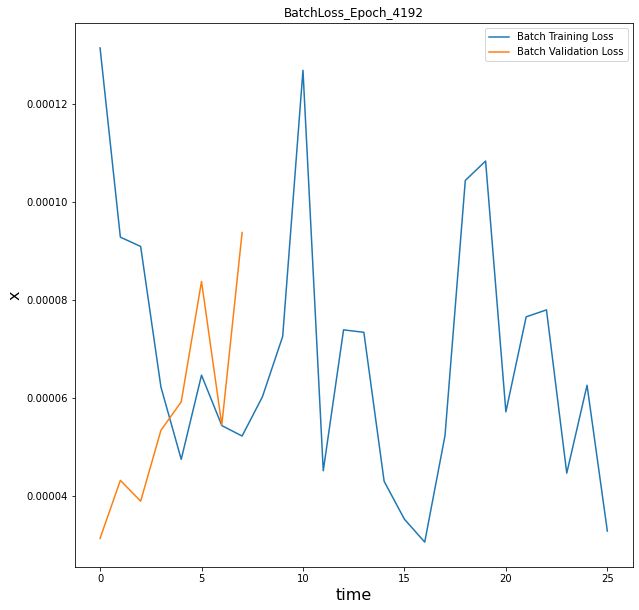 BatchLoss_Epoch_4192
Batch Training Loss
Batch Validation Loss
0.00012
0.00010
0.00008
0.00006
0.00004
x
0 5 10 15 20 25
time